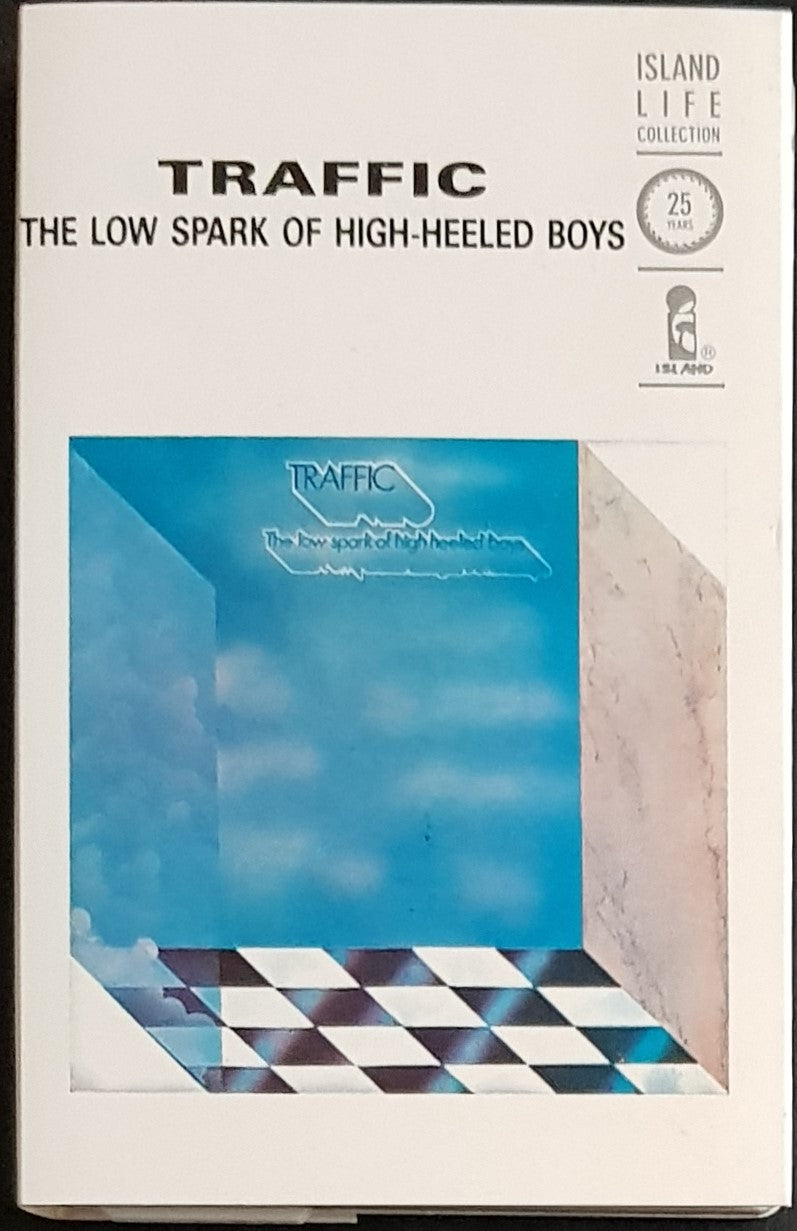 TRAFFIC
THE LOW SPARK OF HIGH-HEELED BOYS
ISLAND
LIFE
COLLECTION
25
YEARS
®
ISLAND
TRAFFIC
The low spark of high heeled boys